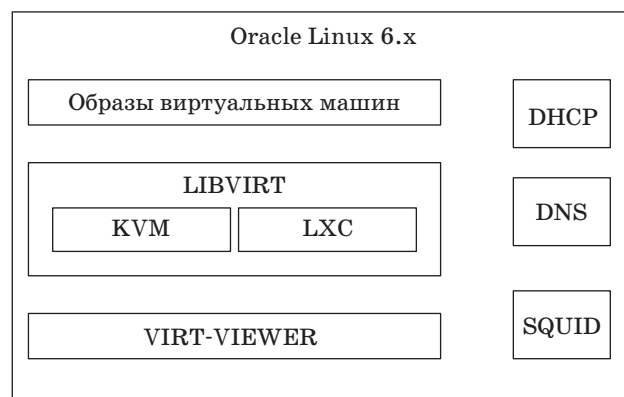 Oracle Linux 6.x
Образы виртуальных машин
DHCP
LIBVIRT
KVM
LXC
DNS
VIRT-VIEWER
SQUID